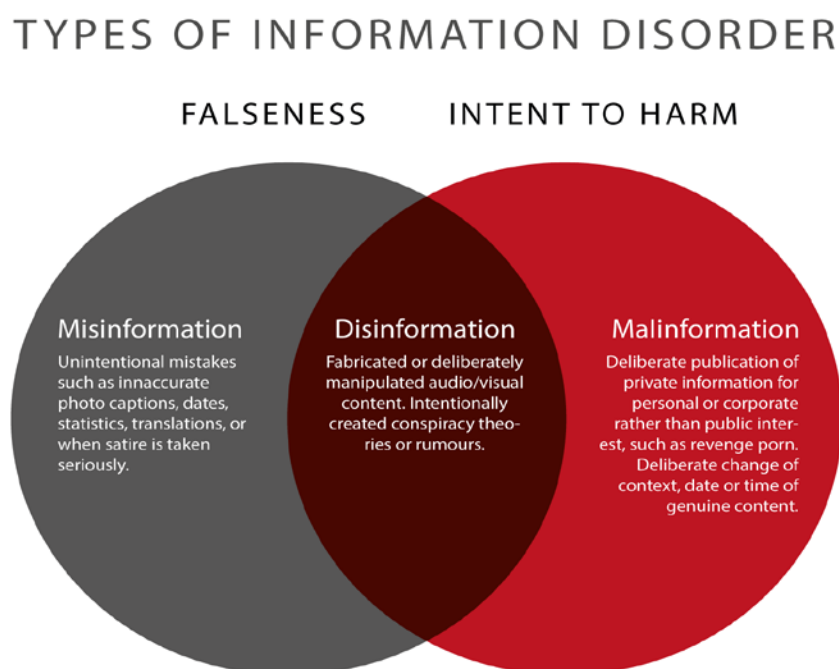 TYPES OF INFORMATION DISORDER
FALSENESS
INTENT TO HARM
Misinformation
Unintentional mistakes
such as innaccurate
photo captions, dates,
statistics, translations, or
when satire is taken
seriously.
Disinformation
Fabricated or deliberately
manipulated audio/visual
content. Intentionally
created conspiracy theo-
ries or rumours.
Malinformation
Deliberate publication of
private information for
personal or corporate
rather than public inter-
est, such as revenge porn.
Deliberate change of
context, date or time of
genuine content.